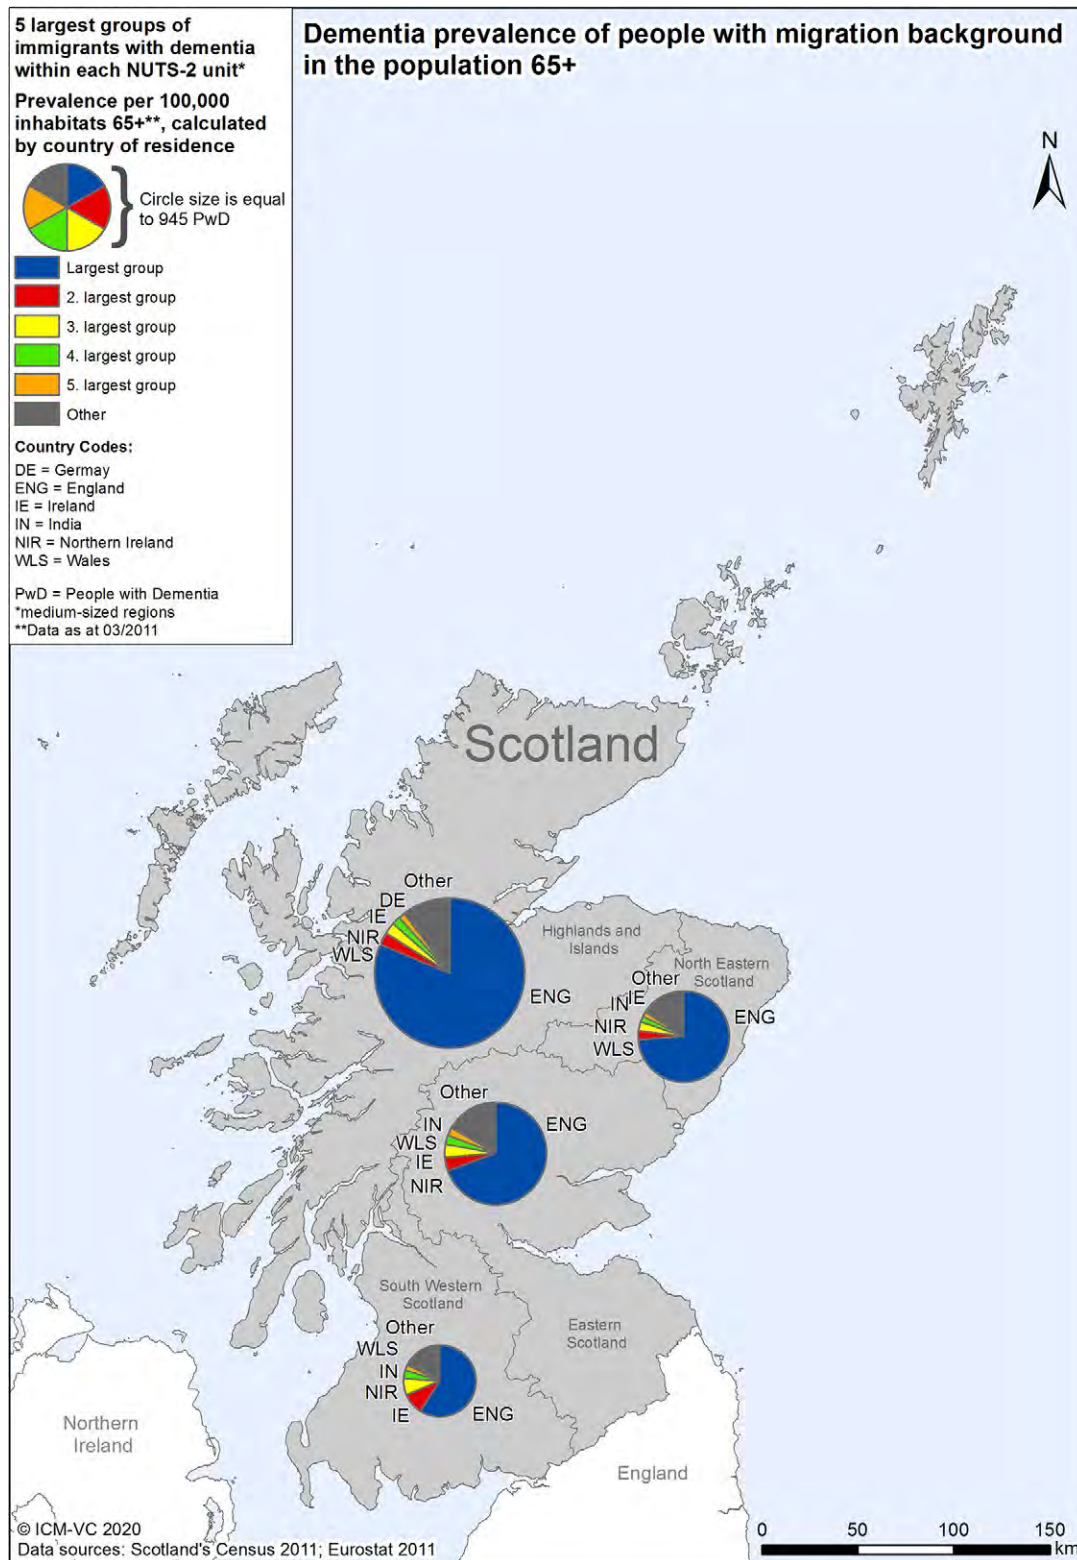 5 largest groups of
immigrants with dementia
within each NUTS-2 unit*
Prevalence per 100,000
inhabitats 65+**, calculated
by country of residence
Circle size is equal
to 945 PwD
Largest group
2. largest group
3. largest group
4. largest group
5. largest group
Other
Country Codes:
DE = Germay
ENG = England
IE = Ireland
IN = India
NIR = Northern Ireland
WLS = Wales
PwD = People with Dementia
*medium-sized regions
**Data as at 03/2011
Dementia prevalence of people with migration background
in the population 65+
N
Scotland
Other
DE
IE
NIR
WLS
ENG
Highlands and
Islands
North Eastern
Scotland
Other
IE
IN
NIR
WLS
ENG
Other
IN
WLS
IE
NIR
ENG
South Western
Scotland
Other
WLS
IN
NIR
IE
ENG
Eastern
Scotland
Northern
Ireland
England
© ICM-VC 2020
Data sources: Scotland's Census 2011; Eurostat 2011
0 50 100 150
km